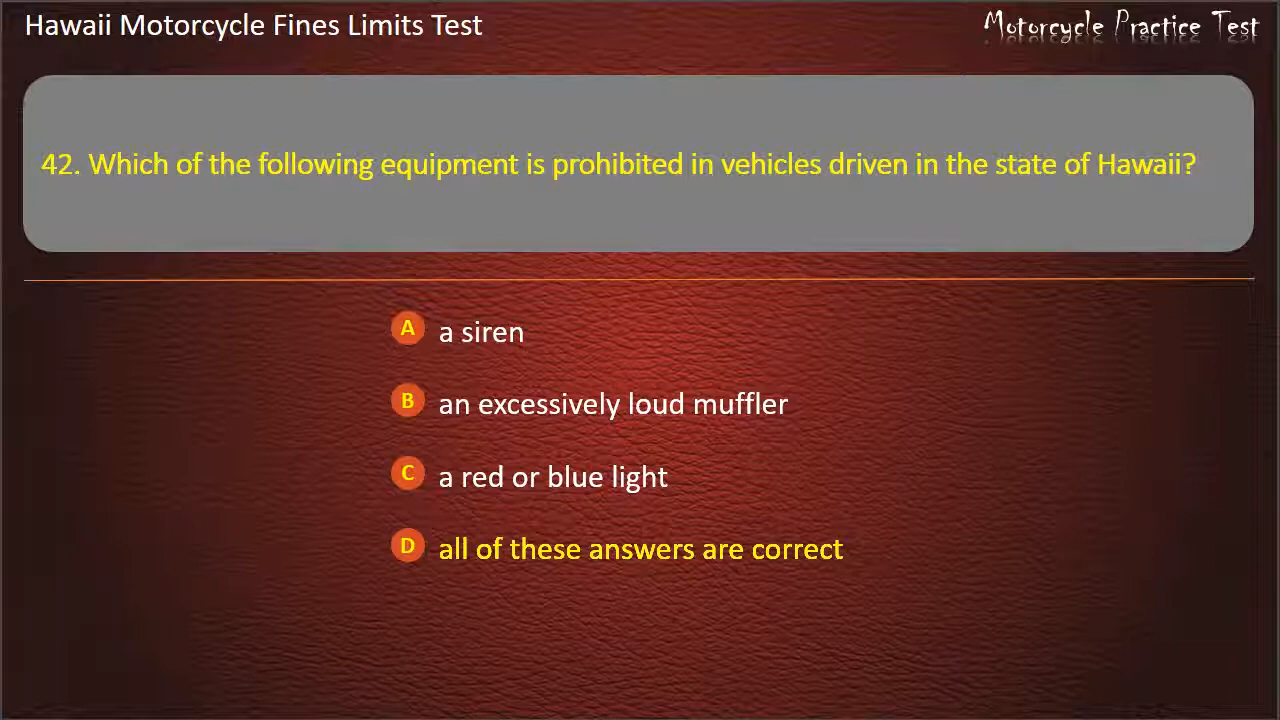 Hawaii Motorcycle Fines Limits Test
Motorcycle Practice Test
42. Which of the following equipment is prohibited in vehicles driven in the state of Hawaii?
A a siren
B an excessively loud muffler
C a red or blue light
D all of these answers are correct